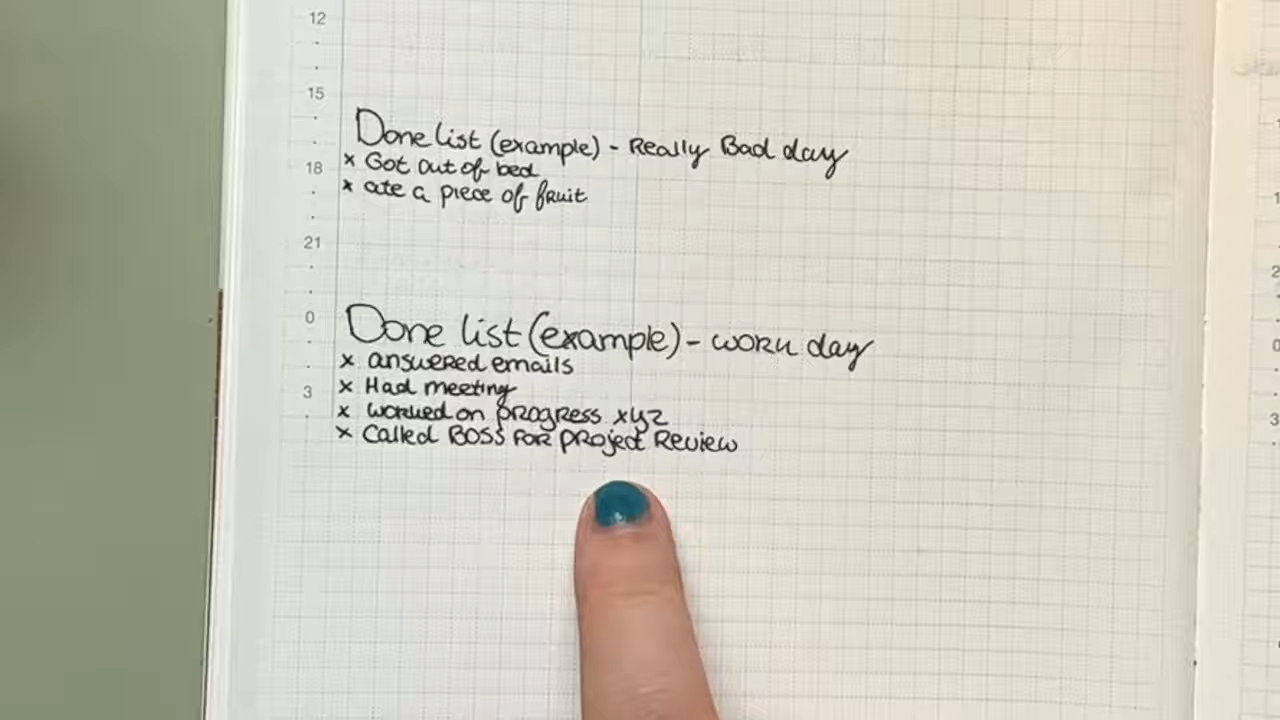 12
15
Done list (example) - Really Bad day
x Got out of bed
18
x ate a piece of fruit
21
0
Done list (example) - work day
x answered emails
x Had meeting
3
x worked on progress xyz
x Called Boss for project Review